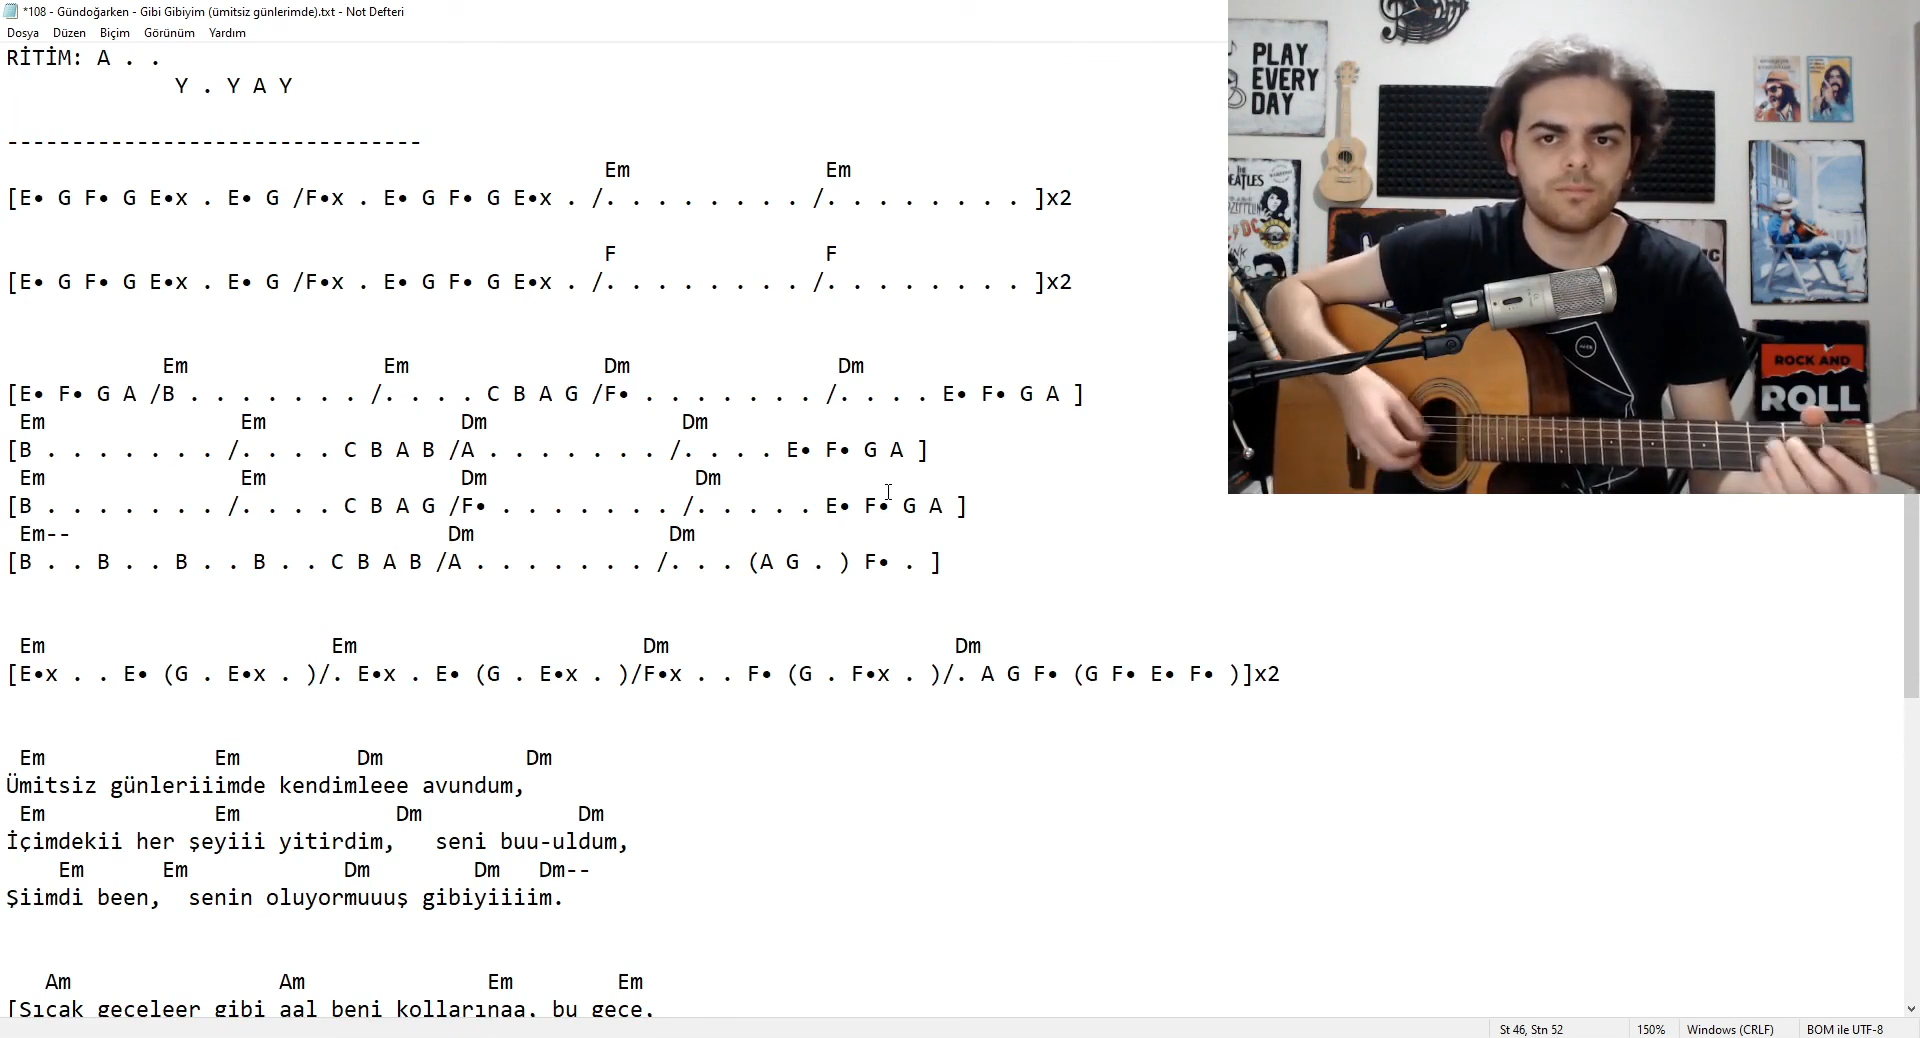 *108 - Gündoğarken - Gibi Gibiyim (ümitsiz günlerimde).txt - Not Defteri
Dosya Düzen Biçim Görünüm Yardım
RİTİM: A . .
Y . Y A Y
--------------------------------
Em Em
[E• G F• G E•x . E• G /F•x . E• G F• G E•x . /. . . . . . . . /. . . . . . . . ]x2
F F
[E• G F• G E•x . E• G /F•x . E• G F• G E•x . /. . . . . . . . /. . . . . . . . ]x2
Em Em Dm Dm
[E• F• G A /B . . . . . . . /. . . . C B A G /F• . . . . . . . /. . . . E• F• G A ]
Em Em Dm Dm
[B . . . . . . . /. . . . C B A B /A . . . . . . . /. . . . E• F• G A ]
Em Em Dm Dm
[B . . . . . . . /. . . . C B A G /F• . . . . . . . /. . . . . E• F• G A ]
Em-- Dm Dm
[B . . B . . B . . B . . C B A B /A . . . . . . . /. . . (A G . ) F• . ]
Em Em Dm Dm
[E•x . . E• (G . E•x . )/. E•x . E• (G . E•x . )/F•x . . F• (G . F•x . )/. A G F• (G F• E• F• )]x2
Em Em Dm Dm
Ümitsiz günleriiimde kendimleee avundum,
Em Em Dm Dm
İçimdekii her şeyiii yitirdim, seni buu-uldum,
Em Em Dm Dm Dm--
Şiimdi been, senin oluyormuuuş gibiyiiiim.
Am Am Em Em
[Sıcak geceleer gibi aal beni kollarınaa, bu gece,
St 46, Stn 52 150% Windows (CRLF) BOM ile UTF-8
PLAY
EVERY
DAY
ROCK AND
ROLL